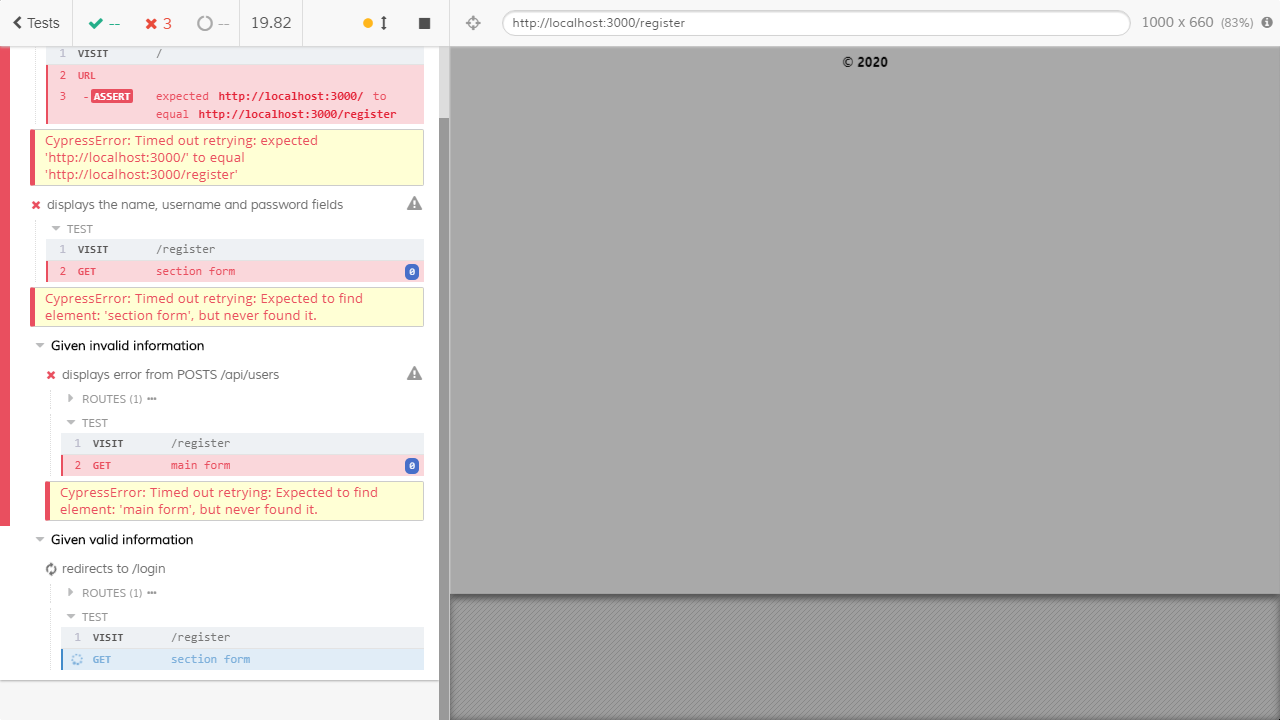 Tests
--
3
--
19.82
http://localhost:3000/register
1000 x 660 (83%)
1 VISIT /
2 URL
3 - ASSERT expected http://localhost:3000/ to
equal http://localhost:3000/register
CypressError: Timed out retrying: expected
'http://localhost:3000/' to equal
'http://localhost:3000/register'
displays the name, username and password fields
TEST
1 VISIT /register
2 GET section form 0
CypressError: Timed out retrying: Expected to find
element: 'section form', but never found it.
Given invalid information
displays error from POSTS /api/users
ROUTES (1)
TEST
1 VISIT /register
2 GET main form 0
CypressError: Timed out retrying: Expected to find
element: 'main form', but never found it.
Given valid information
redirects to /login
ROUTES (1)
TEST
1 VISIT /register
GET section form
© 2020